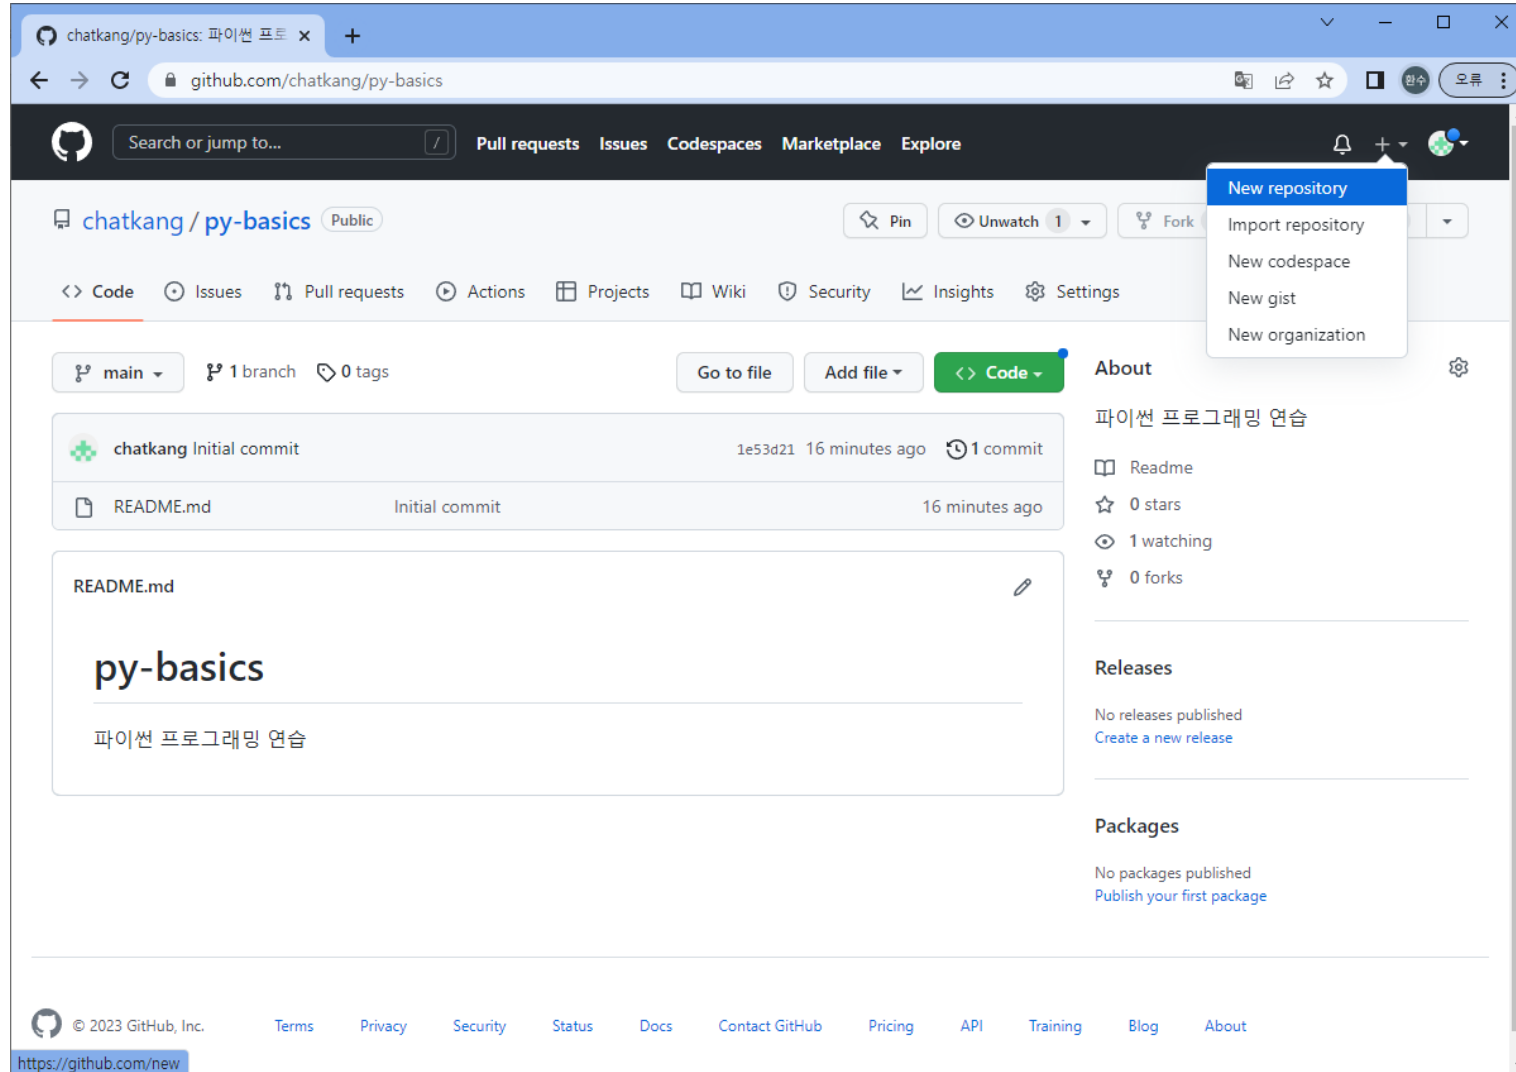 chatkang/py-basics: 파이썬 프로
github.com/chatkang/py-basics
환수
오류
Search or jump to... /
Pull requests Issues Codespaces Marketplace Explore
New repository
Import repository
New codespace
New gist
New organization
chatkang / py-basics Public
Pin Unwatch 1 Fork
Code Issues Pull requests Actions Projects Wiki Security Insights Settings
main 1 branch 0 tags
Go to file Add file Code
chatkang Initial commit 1e53d21 16 minutes ago 1 commit
README.md Initial commit 16 minutes ago
README.md
py-basics
파이썬 프로그래밍 연습
About
파이썬 프로그래밍 연습
Readme
0 stars
1 watching
0 forks
Releases
No releases published
Create a new release
Packages
No packages published
Publish your first package
© 2023 GitHub, Inc. Terms Privacy Security Status Docs Contact GitHub Pricing API Training Blog About
https://github.com/new